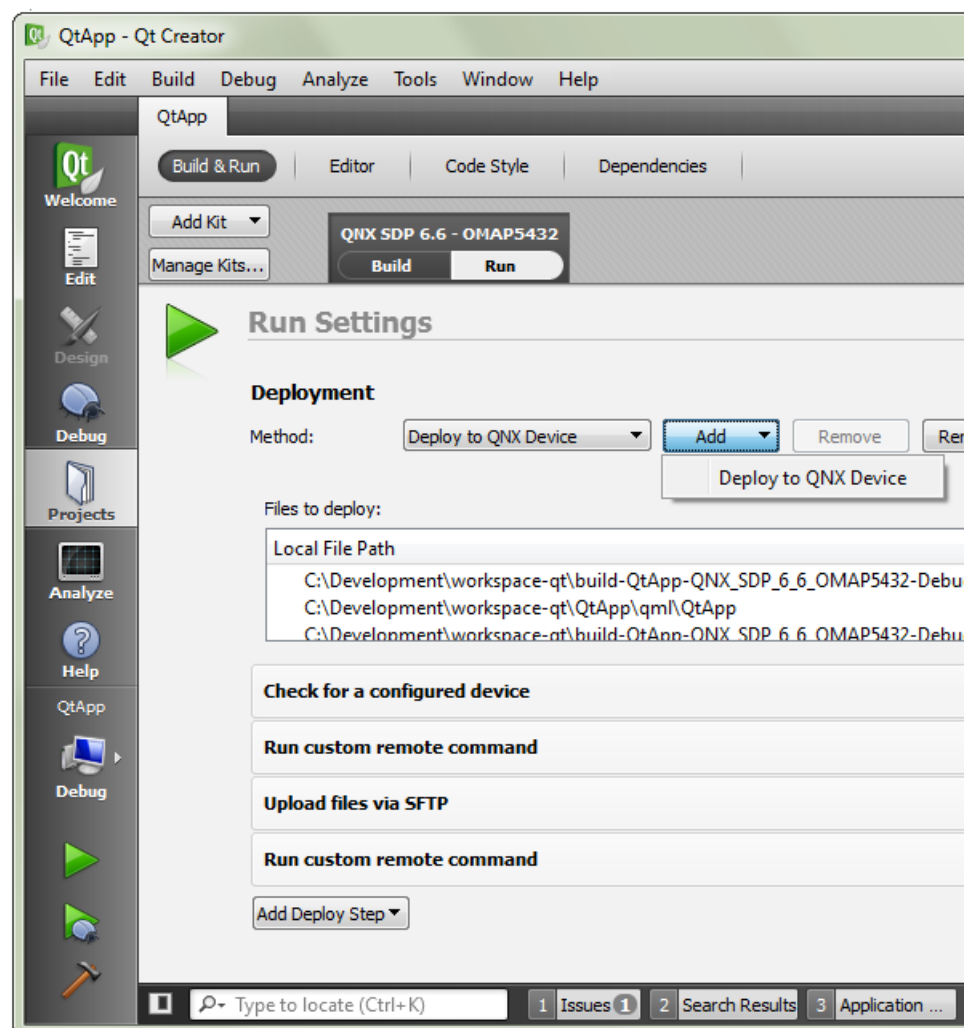 QtApp - Qt Creator
File Edit Build Debug Analyze Tools Window Help
QtApp
Qt
Welcome
Build & Run Editor Code Style Dependencies
Add Kit
Manage Kits...
QNX SDP 6.6 - OMAP5432
Build Run
Edit
Run Settings
Design
Deployment
Debug
Method: Deploy to QNX Device Add Remove Ren
Deploy to QNX Device
Projects
Files to deploy:
Local File Path
C:\Development\workspace-qt\build-QtApp-QNX_SDP_6_6_OMAP5432-Debu
C:\Development\workspace-qt\QtApp\qml\QtApp
C:\Development\workspace-qt\build-QtApp-QNX_SDP_6_6_OMAP5432-Debu
Analyze
Help
Check for a configured device
QtApp
Run custom remote command
Debug
Upload files via SFTP
Run custom remote command
Add Deploy Step
Type to locate (Ctrl+K) 1 Issues 1 2 Search Results 3 Application ...